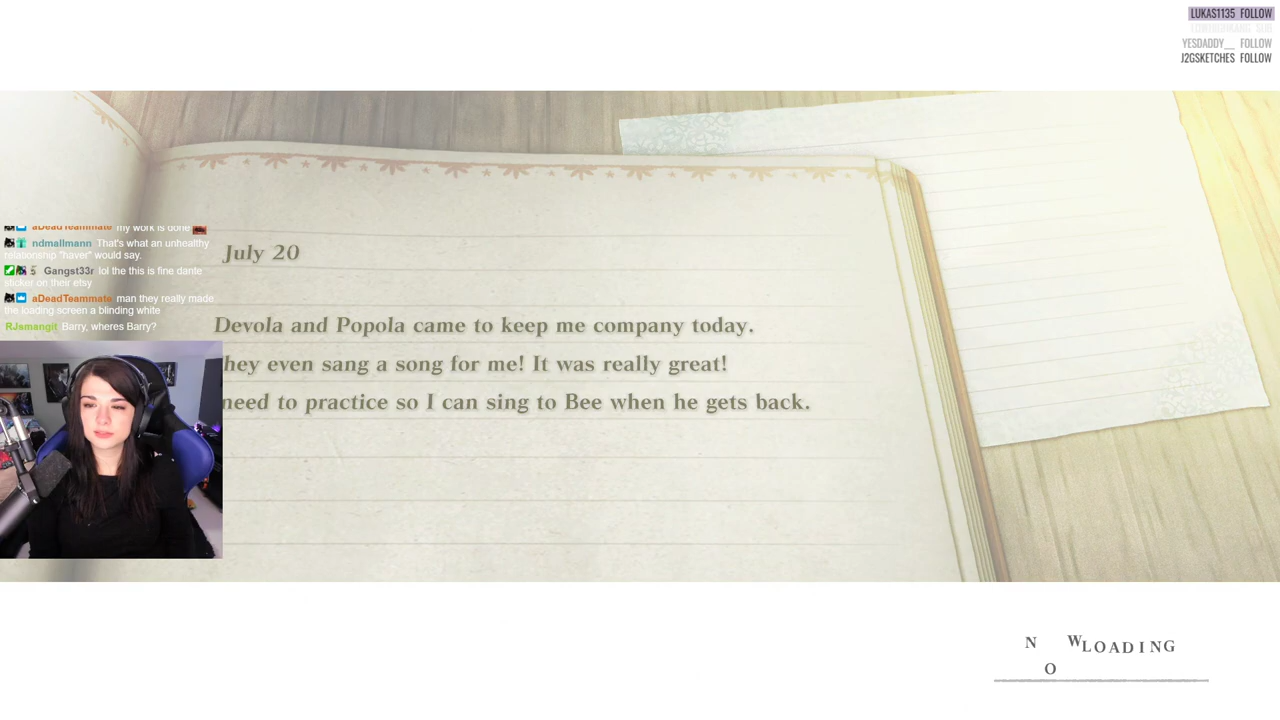 LUKAS1135 FOLLOW
YESDADDY__ FOLLOW
J2GSKETCHES FOLLOW
aDeadTeammate my work is done
ndmallmann That's what an unhealthy
relationship "haver" would say.
Gangst33r lol the this is fine dante
sticker on their etsy
aDeadTeammate man they really made
the loading screen a blinding white
RJsmangit Barry, wheres Barry?
July 20
Devola and Popola came to keep me company today.
hey even sang a song for me! It was really great!
need to practice so I can sing to Bee when he gets back.
NOW LOADING